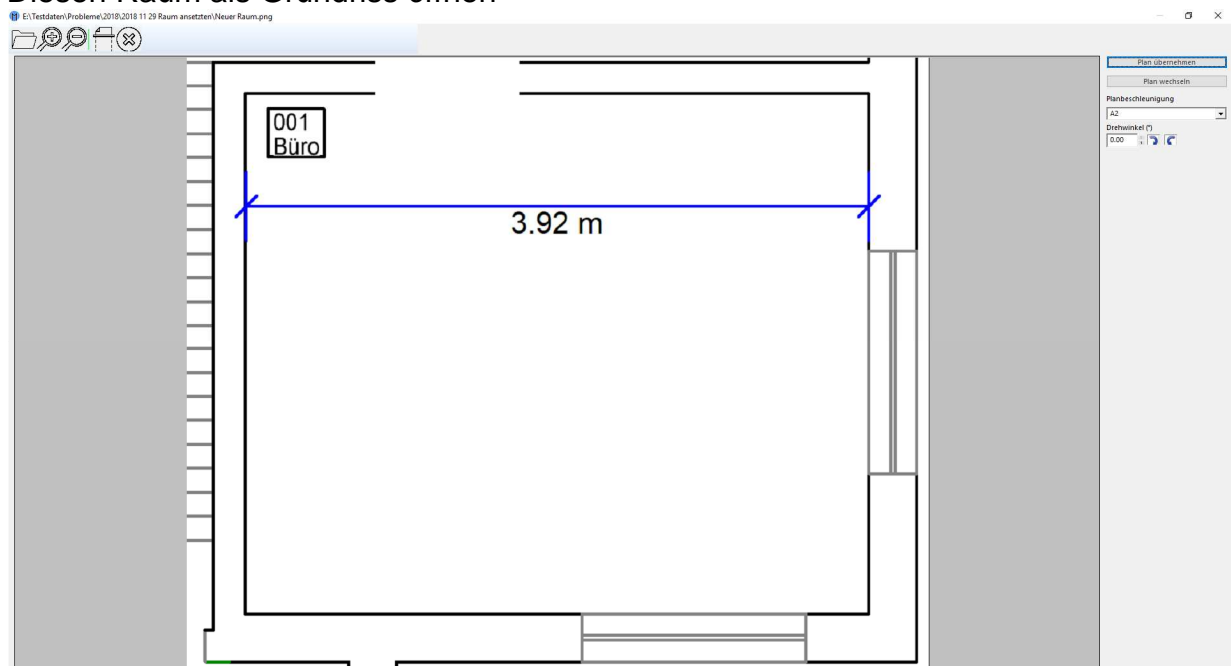 Diesen Raum als Grundriss öffnen
E:\Testdaten\Probleme\2018\2018 11 29 Raum ansetzten\Neuer Raum.png
Plan übernehmen
Plan wechseln
Planbeschleunigung
A2
Drehwinkel (°)
0.00
001
Büro
3.92 m